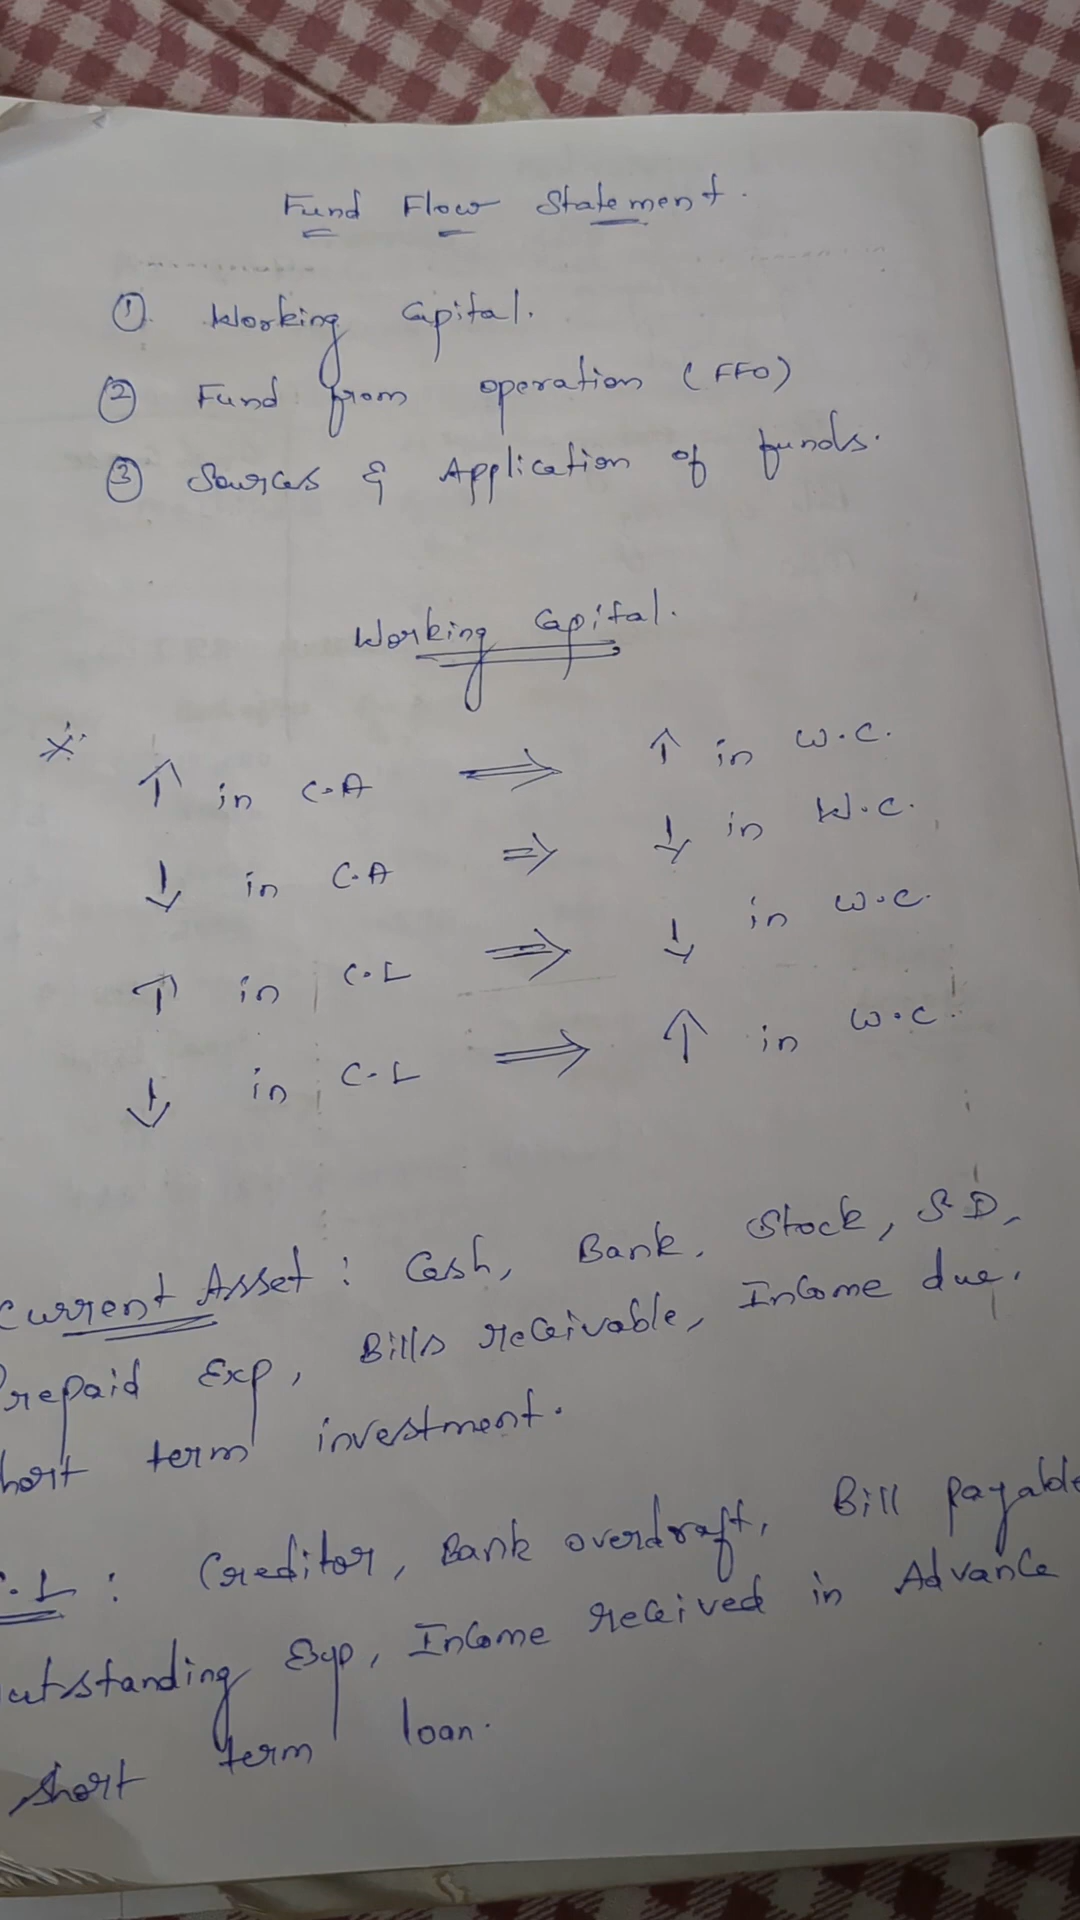 Fund Flow Statement.
① Working Capital.
② Fund from operation (FFO)
③ Sources & Application of funds.
Working Capital.
↑ in C.A ⇒ ↑ in W.C.
↓ in C.A ⇒ ↓ in W.C.
↑ in C.L ⇒ ↓ in W.C.
↓ in C.L ⇒ ↑ in W.C.
Current Asset : Cash, Bank, Stock, S.D,
Prepaid Exp, Bills receivable, Income due,
hort term investment.
C.L : Creditor, Bank overdraft, Bill payable
utstanding Exp, Income received in Advance
short term loan.